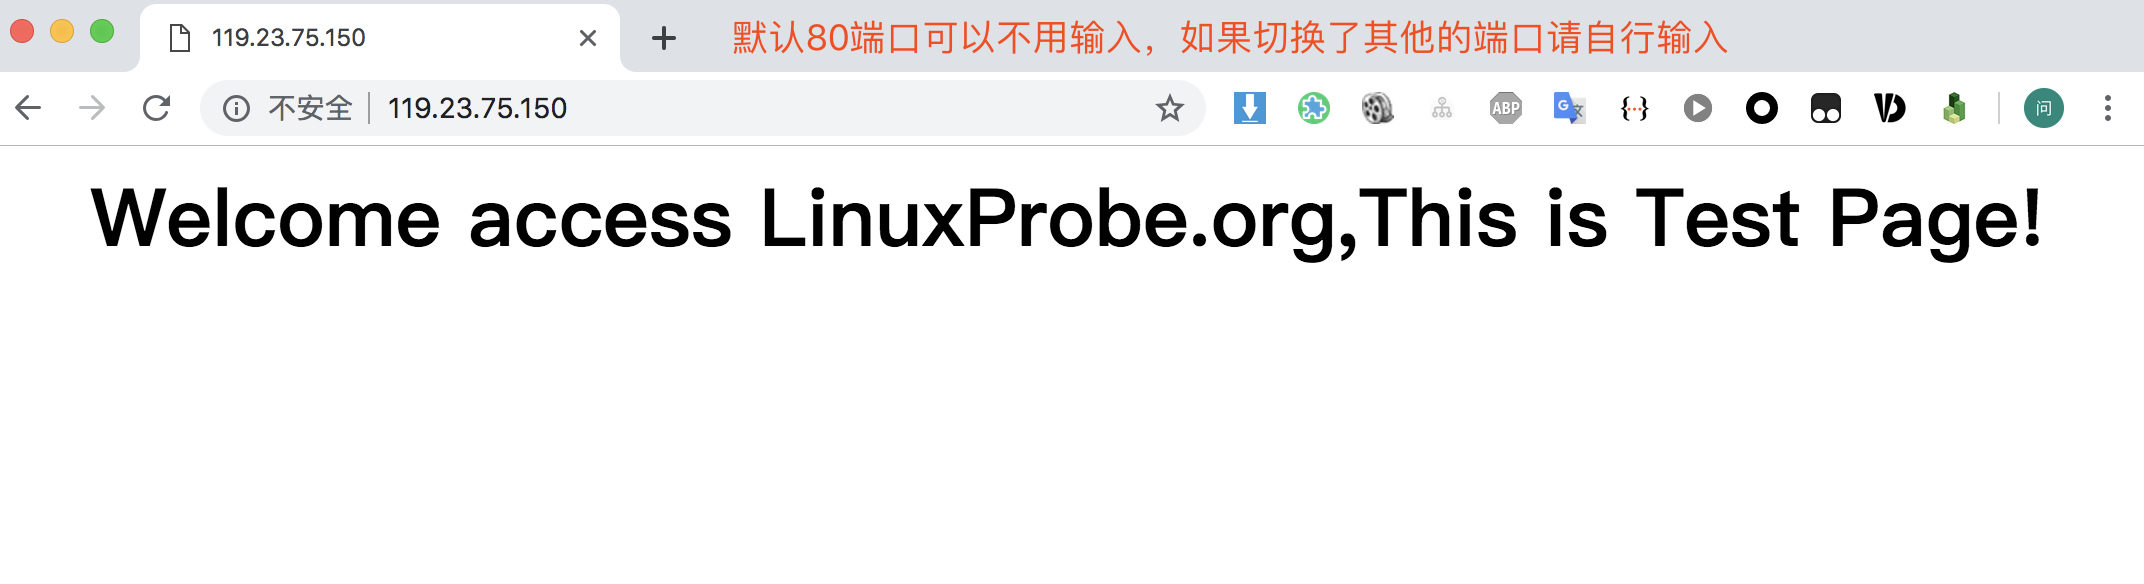 119.23.75.150
默认80端口可以不用输入，如果切换了其他的端口请自行输入
不安全 119.23.75.150
ABP
G 文
问
Welcome access LinuxProbe.org,This is Test Page!